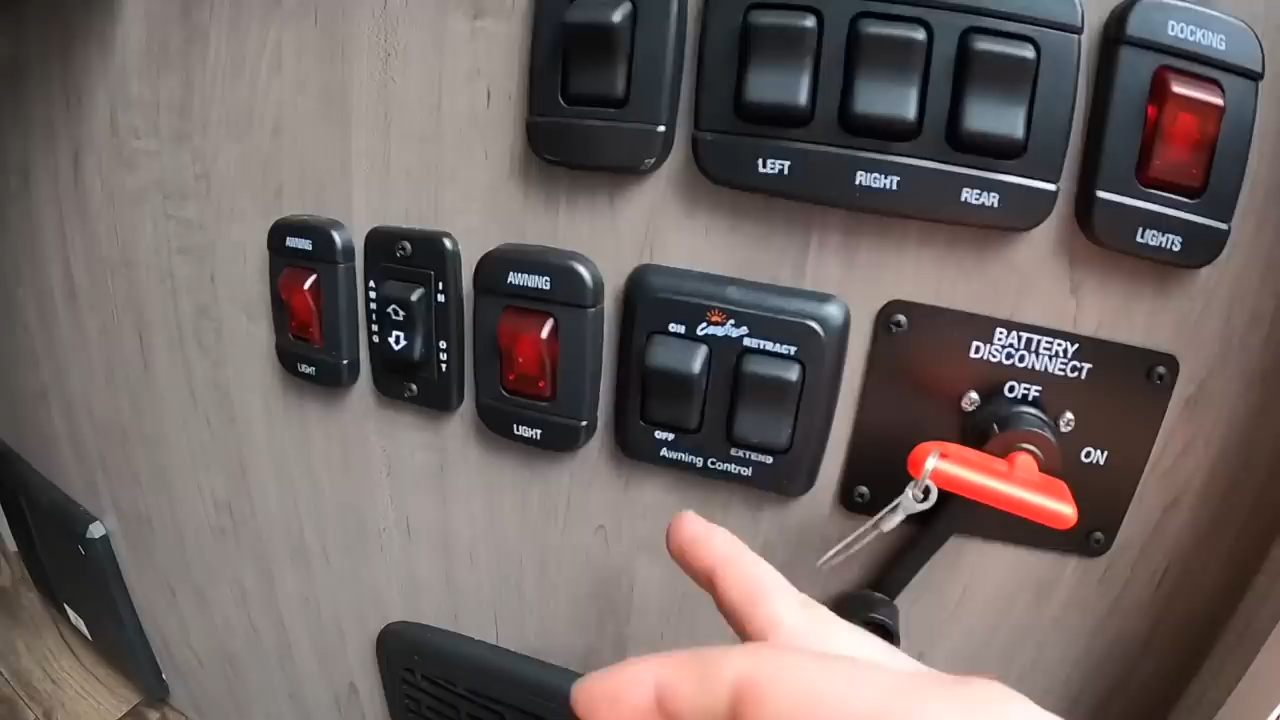 DOCKING
LEFT
RIGHT
REAR
LIGHTS
AWNING
LIGHT
AWNING
IN
OUT
AWNING
LIGHT
ON
Carefree
RETRACT
OFF
EXTEND
Awning Control
BATTERY
DISCONNECT
OFF
ON